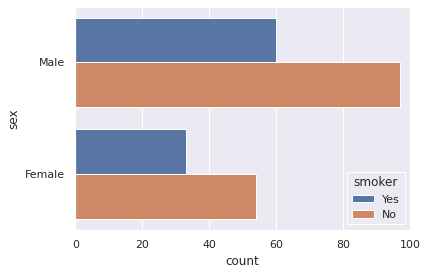 Male
Female
sex
0 20 40 60 80 100
count
smoker
Yes
No